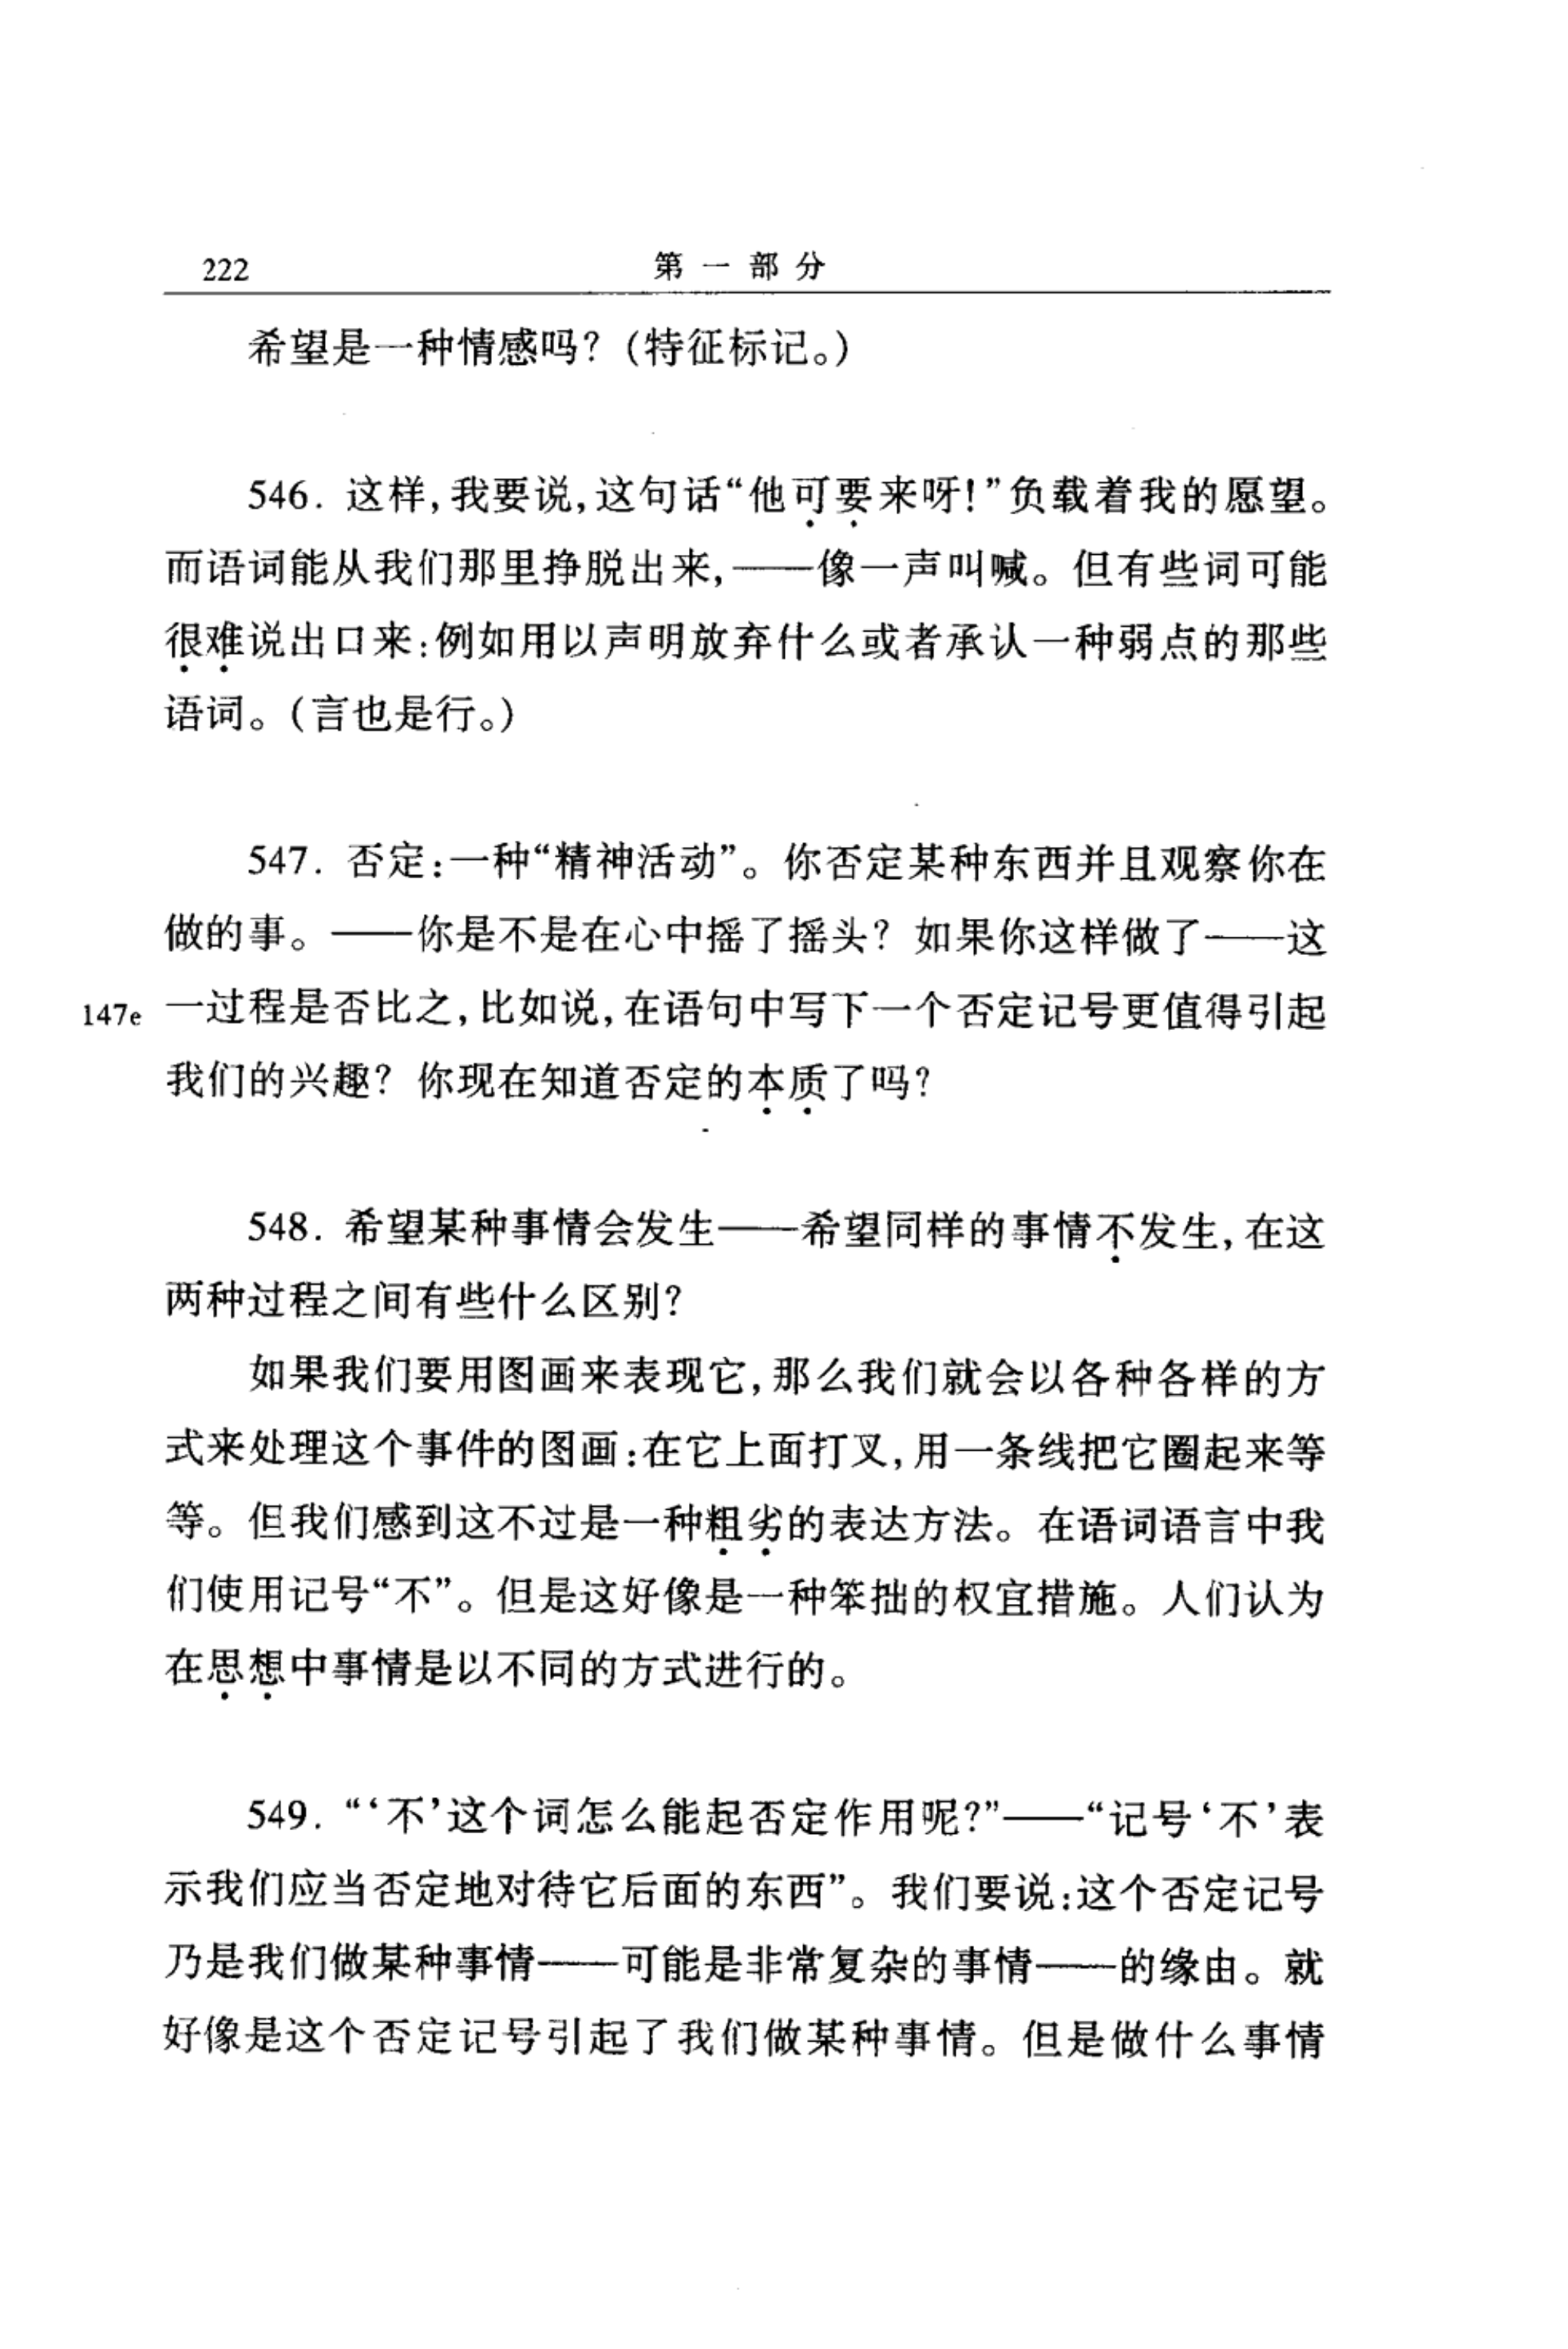 222
第一部分
希望是一种情感吗？(特征标记。)
546. 这样,我要说,这句话“他可要来呀!”负载着我的愿望。
而语词能从我们那里挣脱出来,——像一声叫喊。但有些词可能
很难说出口来:例如用以声明放弃什么或者承认一种弱点的那些
语词。(言也是行。)
547. 否定:一种“精神活动”。你否定某种东西并且观察你在
做的事。——你是不是在心中摇了摇头？如果你这样做了——这
147e 一过程是否比之,比如说,在语句中写下一个否定记号更值得引起
我们的兴趣？你现在知道否定的本质了吗？
548. 希望某种事情会发生——希望同样的事情不发生,在这
两种过程之间有些什么区别？
如果我们要用图画来表现它,那么我们就会以各种各样的方
式来处理这个事件的图画:在它上面打叉,用一条线把它圈起来等
等。但我们感到这不过是一种粗劣的表达方法。在语词语言中我
们使用记号“不”。但是这好像是一种笨拙的权宜措施。人们认为
在思想中事情是以不同的方式进行的。
549. “‘不’这个词怎么能起否定作用呢?”——“记号‘不’表
示我们应当否定地对待它后面的东西”。我们要说:这个否定记号
乃是我们做某种事情——可能是非常复杂的事情——的缘由。就
好像是这个否定记号引起了我们做某种事情。但是做什么事情